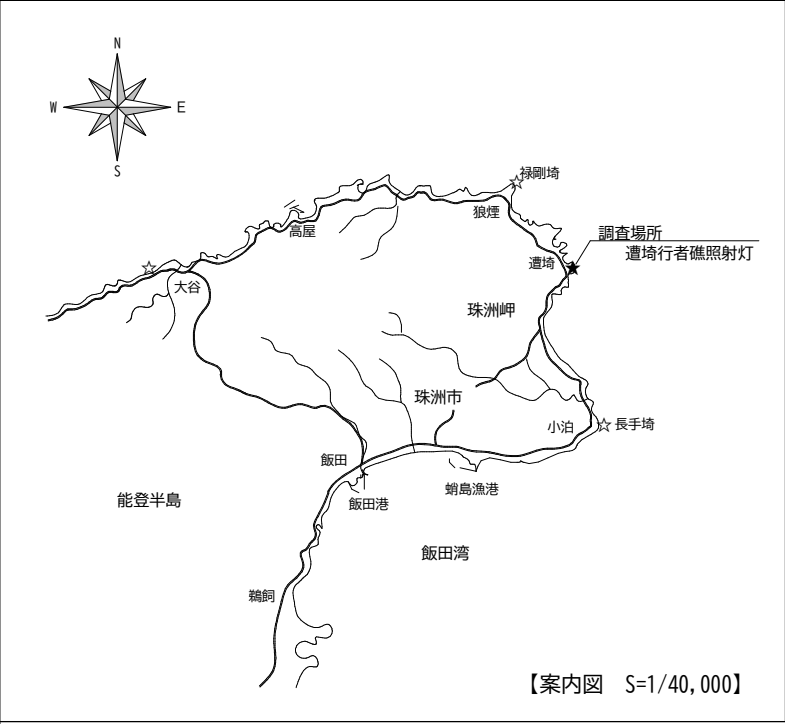 N
W
E
S
禄剛埼
狼煙
高屋
調査場所
遭埼行者礁照射灯
遭埼
大谷
珠洲岬
珠洲市
小泊
長手埼
飯田
蛸島漁港
飯田港
能登半島
飯田湾
鵜飼
【案内図 S=1/40,000】